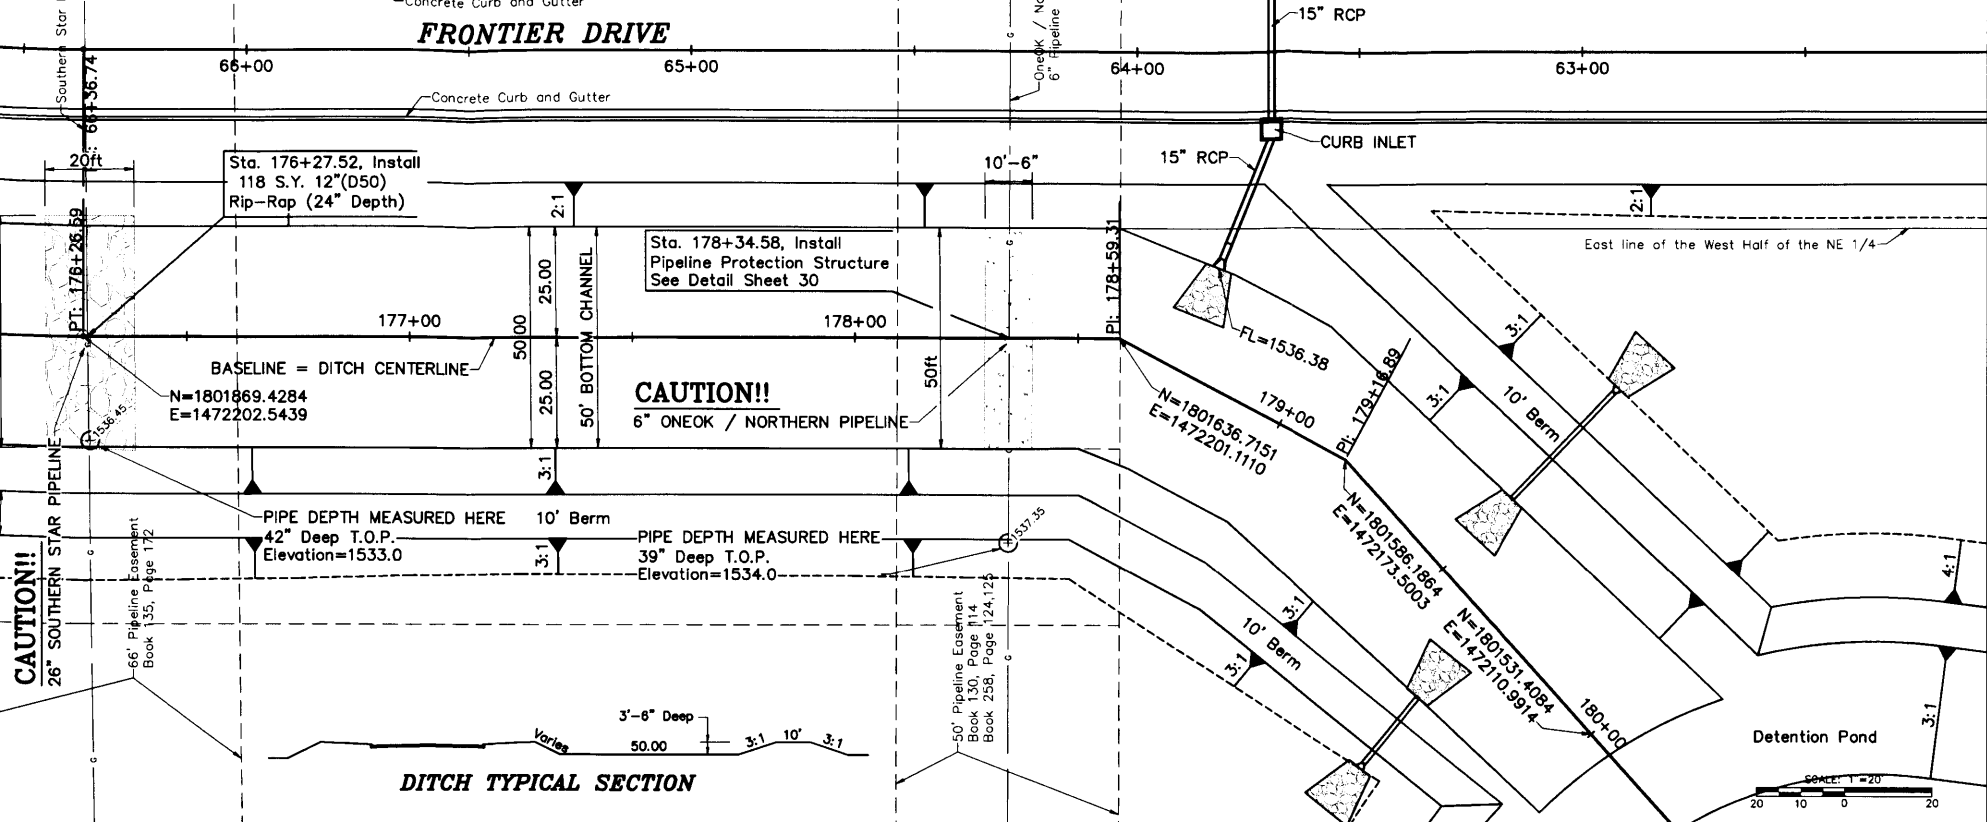 Concrete Curb and Gutter
FRONTIER DRIVE
66+00
65+00
64+00
63+00
15" RCP
Southern Star
66+36.74
OneOK / No
6" Pipeline
Concrete Curb and Gutter
CURB INLET
15" RCP
20ft
Sta. 176+27.52, Install
118 S.Y. 12"(D50)
Rip-Rap (24" Depth)
10'-6"
2:1
2:1
PT: 176+26.59
Sta. 178+34.58, Install
Pipeline Protection Structure
See Detail Sheet 30
PI: 178+59.31
East line of the West Half of the NE 1/4
25.00
50.00
25.00
50' BOTTOM CHANNEL
50ft
177+00
178+00
FL=1536.38
3:1
BASELINE = DITCH CENTERLINE
N=1801869.4284
E=1472202.5439
1536.45
CAUTION!!
6" ONEOK / NORTHERN PIPELINE
N=1801636.7151
E=1472201.1110
179+00
PI: 179+16.89
3:1
10' Berm
3:1
PIPE DEPTH MEASURED HERE
42" Deep T.O.P.
Elevation=1533.0
10' Berm
3:1
PIPE DEPTH MEASURED HERE
39" Deep T.O.P.
Elevation=1534.0
1537.35
N=1801586.1864
E=1472173.5003
CAUTION!!
26" SOUTHERN STAR PIPELINE
66' Pipeline Easement
Book 135, Page 172
50' Pipeline Easement
Book 130, Page 114
Book 258, Page 124,125
3:1
10' Berm
3:1
N=1801531.4084
E=1472110.9914
180+00
4:1
3:1
Detention Pond
3'-6" Deep
Varies
50.00
3:1
10'
3:1
DITCH TYPICAL SECTION
SCALE: 1"=20'
20
10
0
20
G
G
G
G
G
G